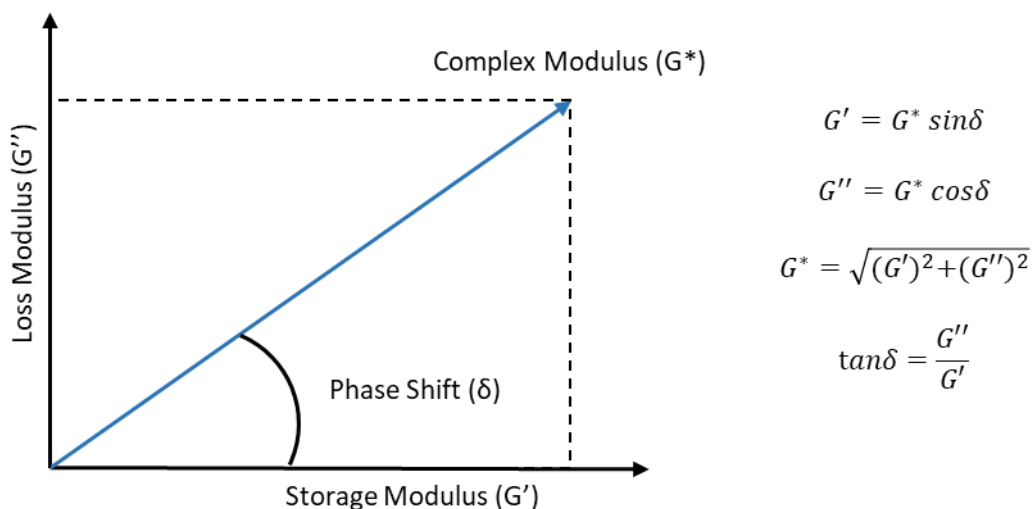 Complex Modulus (G*)
Loss Modulus (G’’)
Phase Shift (δ)
Storage Modulus (G’)
G′ = G* sinδ
G′′ = G* cosδ
G* = √(G′)²+(G′′)²
tanδ = G′′/G′